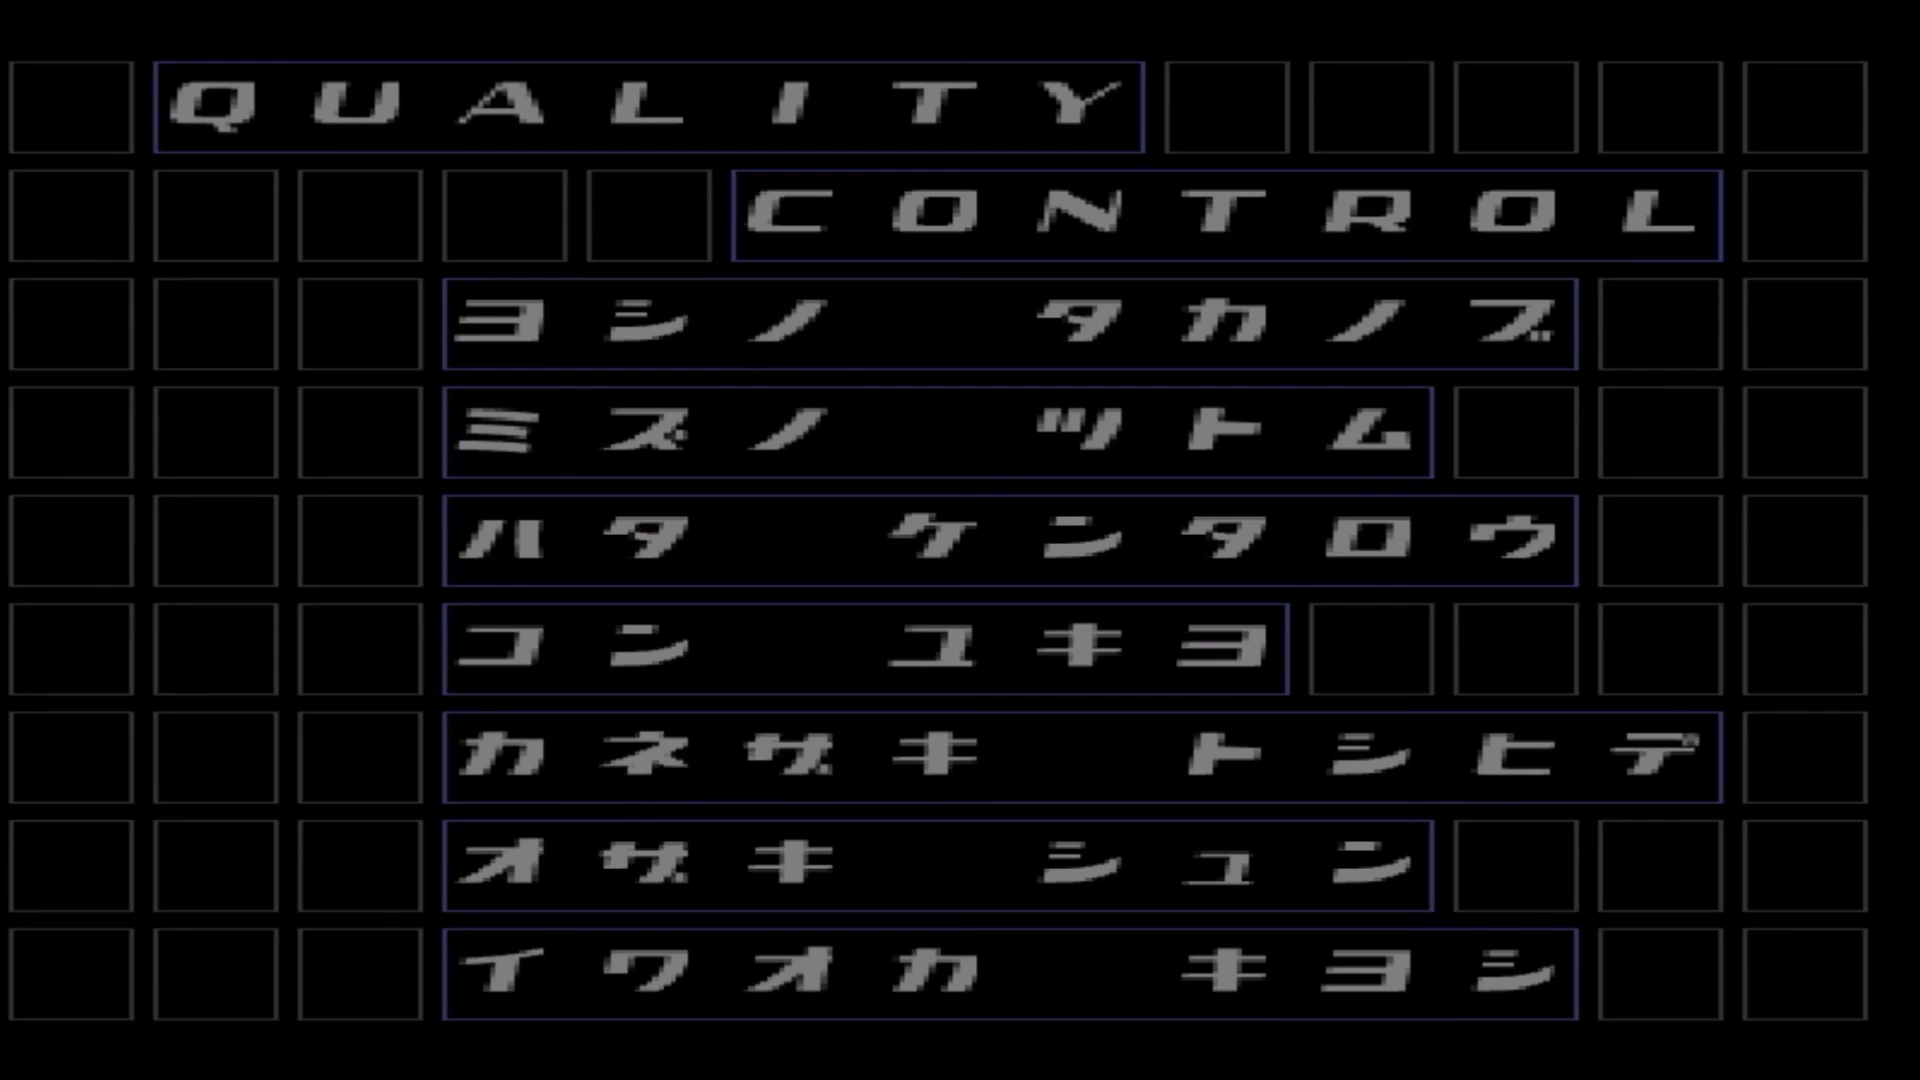 QUALITY
CONTROL
ヨシノ タカノブ
ミズノ ツトム
ハタ ケンタロウ
コン ユキヨ
カネザキ トシヒデ
オザキ シュン
イワオカ キヨシ